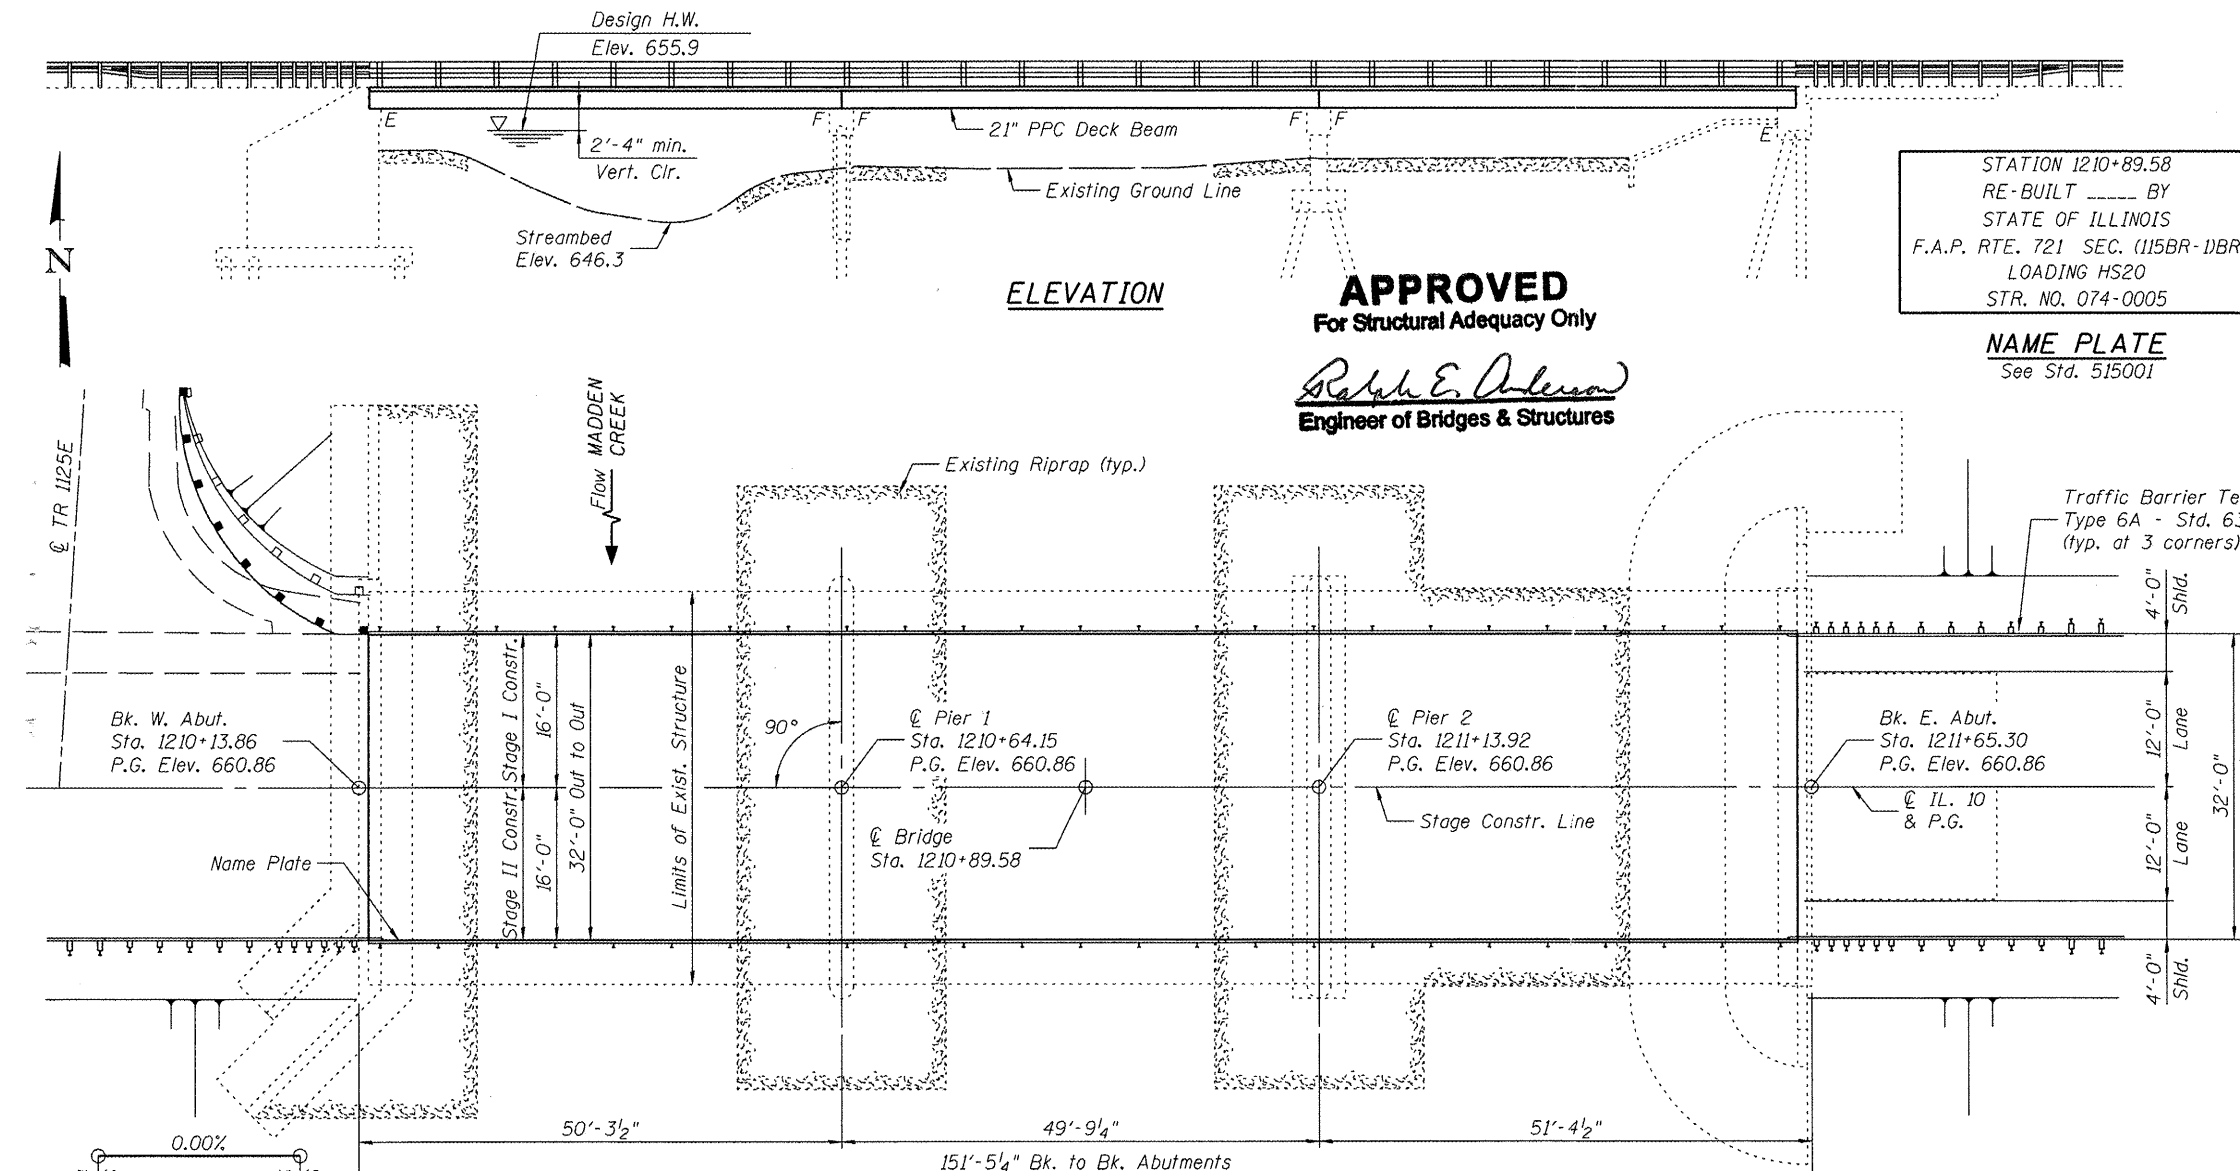 Design H.W.
Elev. 655.9
E
F
F
F
F
E
21" PPC Deck Beam
2'-4" min.
Vert. Clr.
Existing Ground Line
Streambed
Elev. 646.3
N
ELEVATION
APPROVED
For Structural Adequacy Only
Ralph E. Anderson
Engineer of Bridges & Structures
STATION 1210+89.58
RE-BUILT _____ BY
STATE OF ILLINOIS
F.A.P. RTE. 721 SEC. (115BR-1)BR
LOADING HS20
STR. NO. 074-0005
NAME PLATE
See Std. 515001
℄ TR 1125E
Flow MADDEN
CREEK
Existing Riprap (typ.)
Traffic Barrier
Type 6A - Std.
(typ. at 3 corners)
4'-0"
Shld.
Stage I Constr.
16'-0"
Stage II Constr.
16'-0"
32'-0" Out to Out
Limits of Exist. Structure
90°
Bk. W. Abut.
Sta. 1210+13.86
P.G. Elev. 660.86
℄ Pier 1
Sta. 1210+64.15
P.G. Elev. 660.86
℄ Pier 2
Sta. 1211+13.92
P.G. Elev. 660.86
Bk. E. Abut.
Sta. 1211+65.30
P.G. Elev. 660.86
12'-0"
Lane
32'-0"
℄ IL. 10
& P.G.
Stage Constr. Line
℄ Bridge
Sta. 1210+89.58
Name Plate
12'-0"
Lane
4'-0"
Shld.
0.00%
50'-3½"
49'-9¼"
51'-4½"
151'-5¼" Bk. to Bk. Abutments